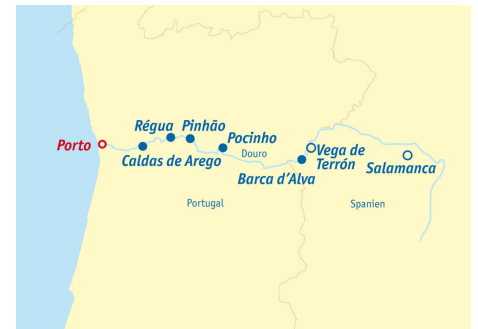 Régua
Pinhão
Porto
Pocinho
Caldas de Arego
Douro
Vega de
Terrón
Barca d'Alva
Salamanca
Portugal
Spanien